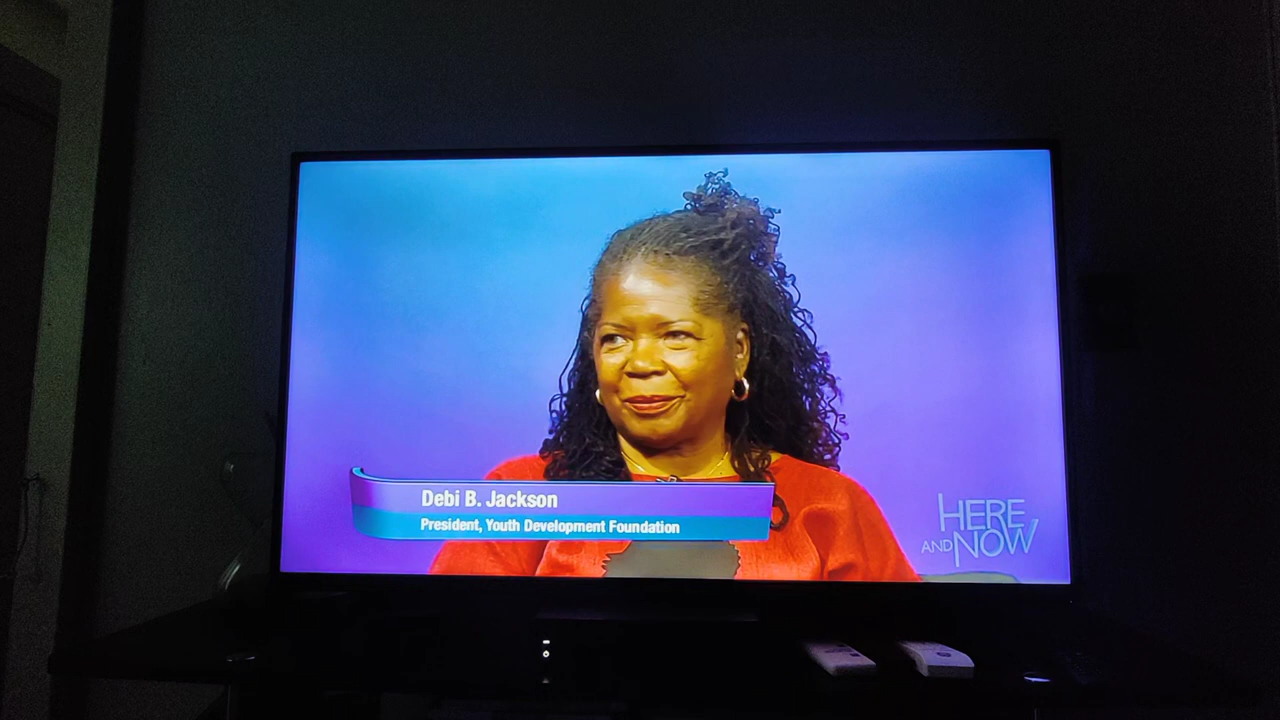 Debi B. Jackson
President, Youth Development Foundation
HERE
AND NOW